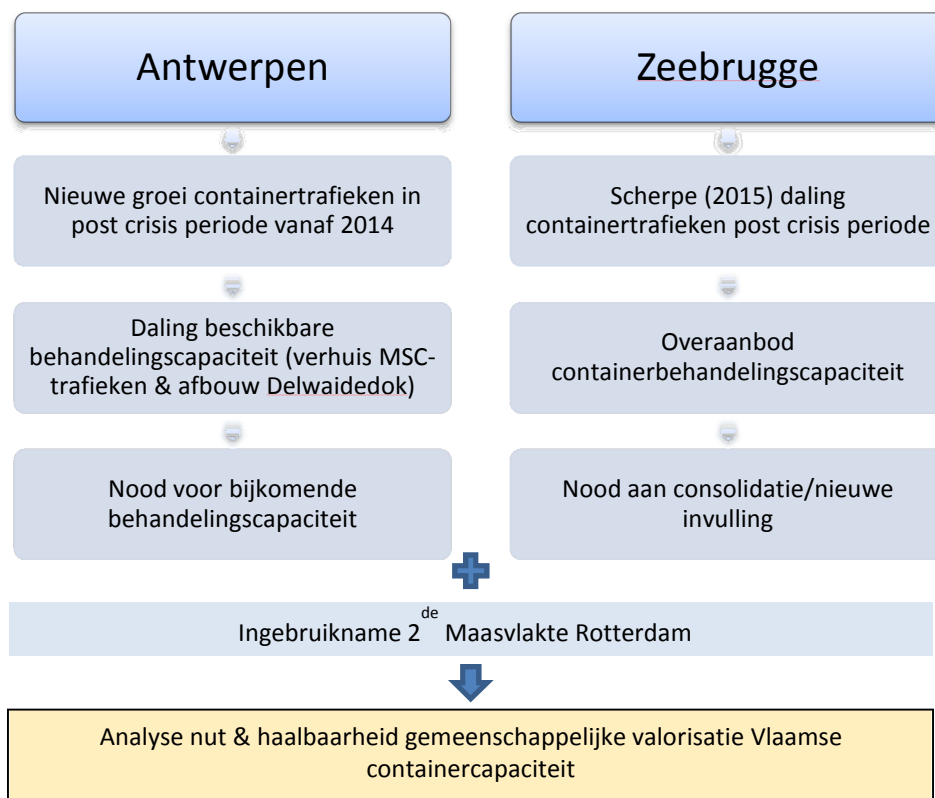 Antwerpen
Nieuwe groei containertrafieken in
post crisis periode vanaf 2014
Daling beschikbare
behandelingscapaciteit (verhuis MSC-
trafieken & afbouw Delwaidedok)
Nood voor bijkomende
behandelingscapaciteit
Zeebrugge
Scherpe (2015) daling
containertrafieken post crisis periode
Overaanbod
containerbehandelingscapaciteit
Nood aan consolidatie/nieuwe
invulling
Ingebruikname 2de Maasvlakte Rotterdam
Analyse nut & haalbaarheid gemeenschappelijke valorisatie Vlaamse
containercapaciteit